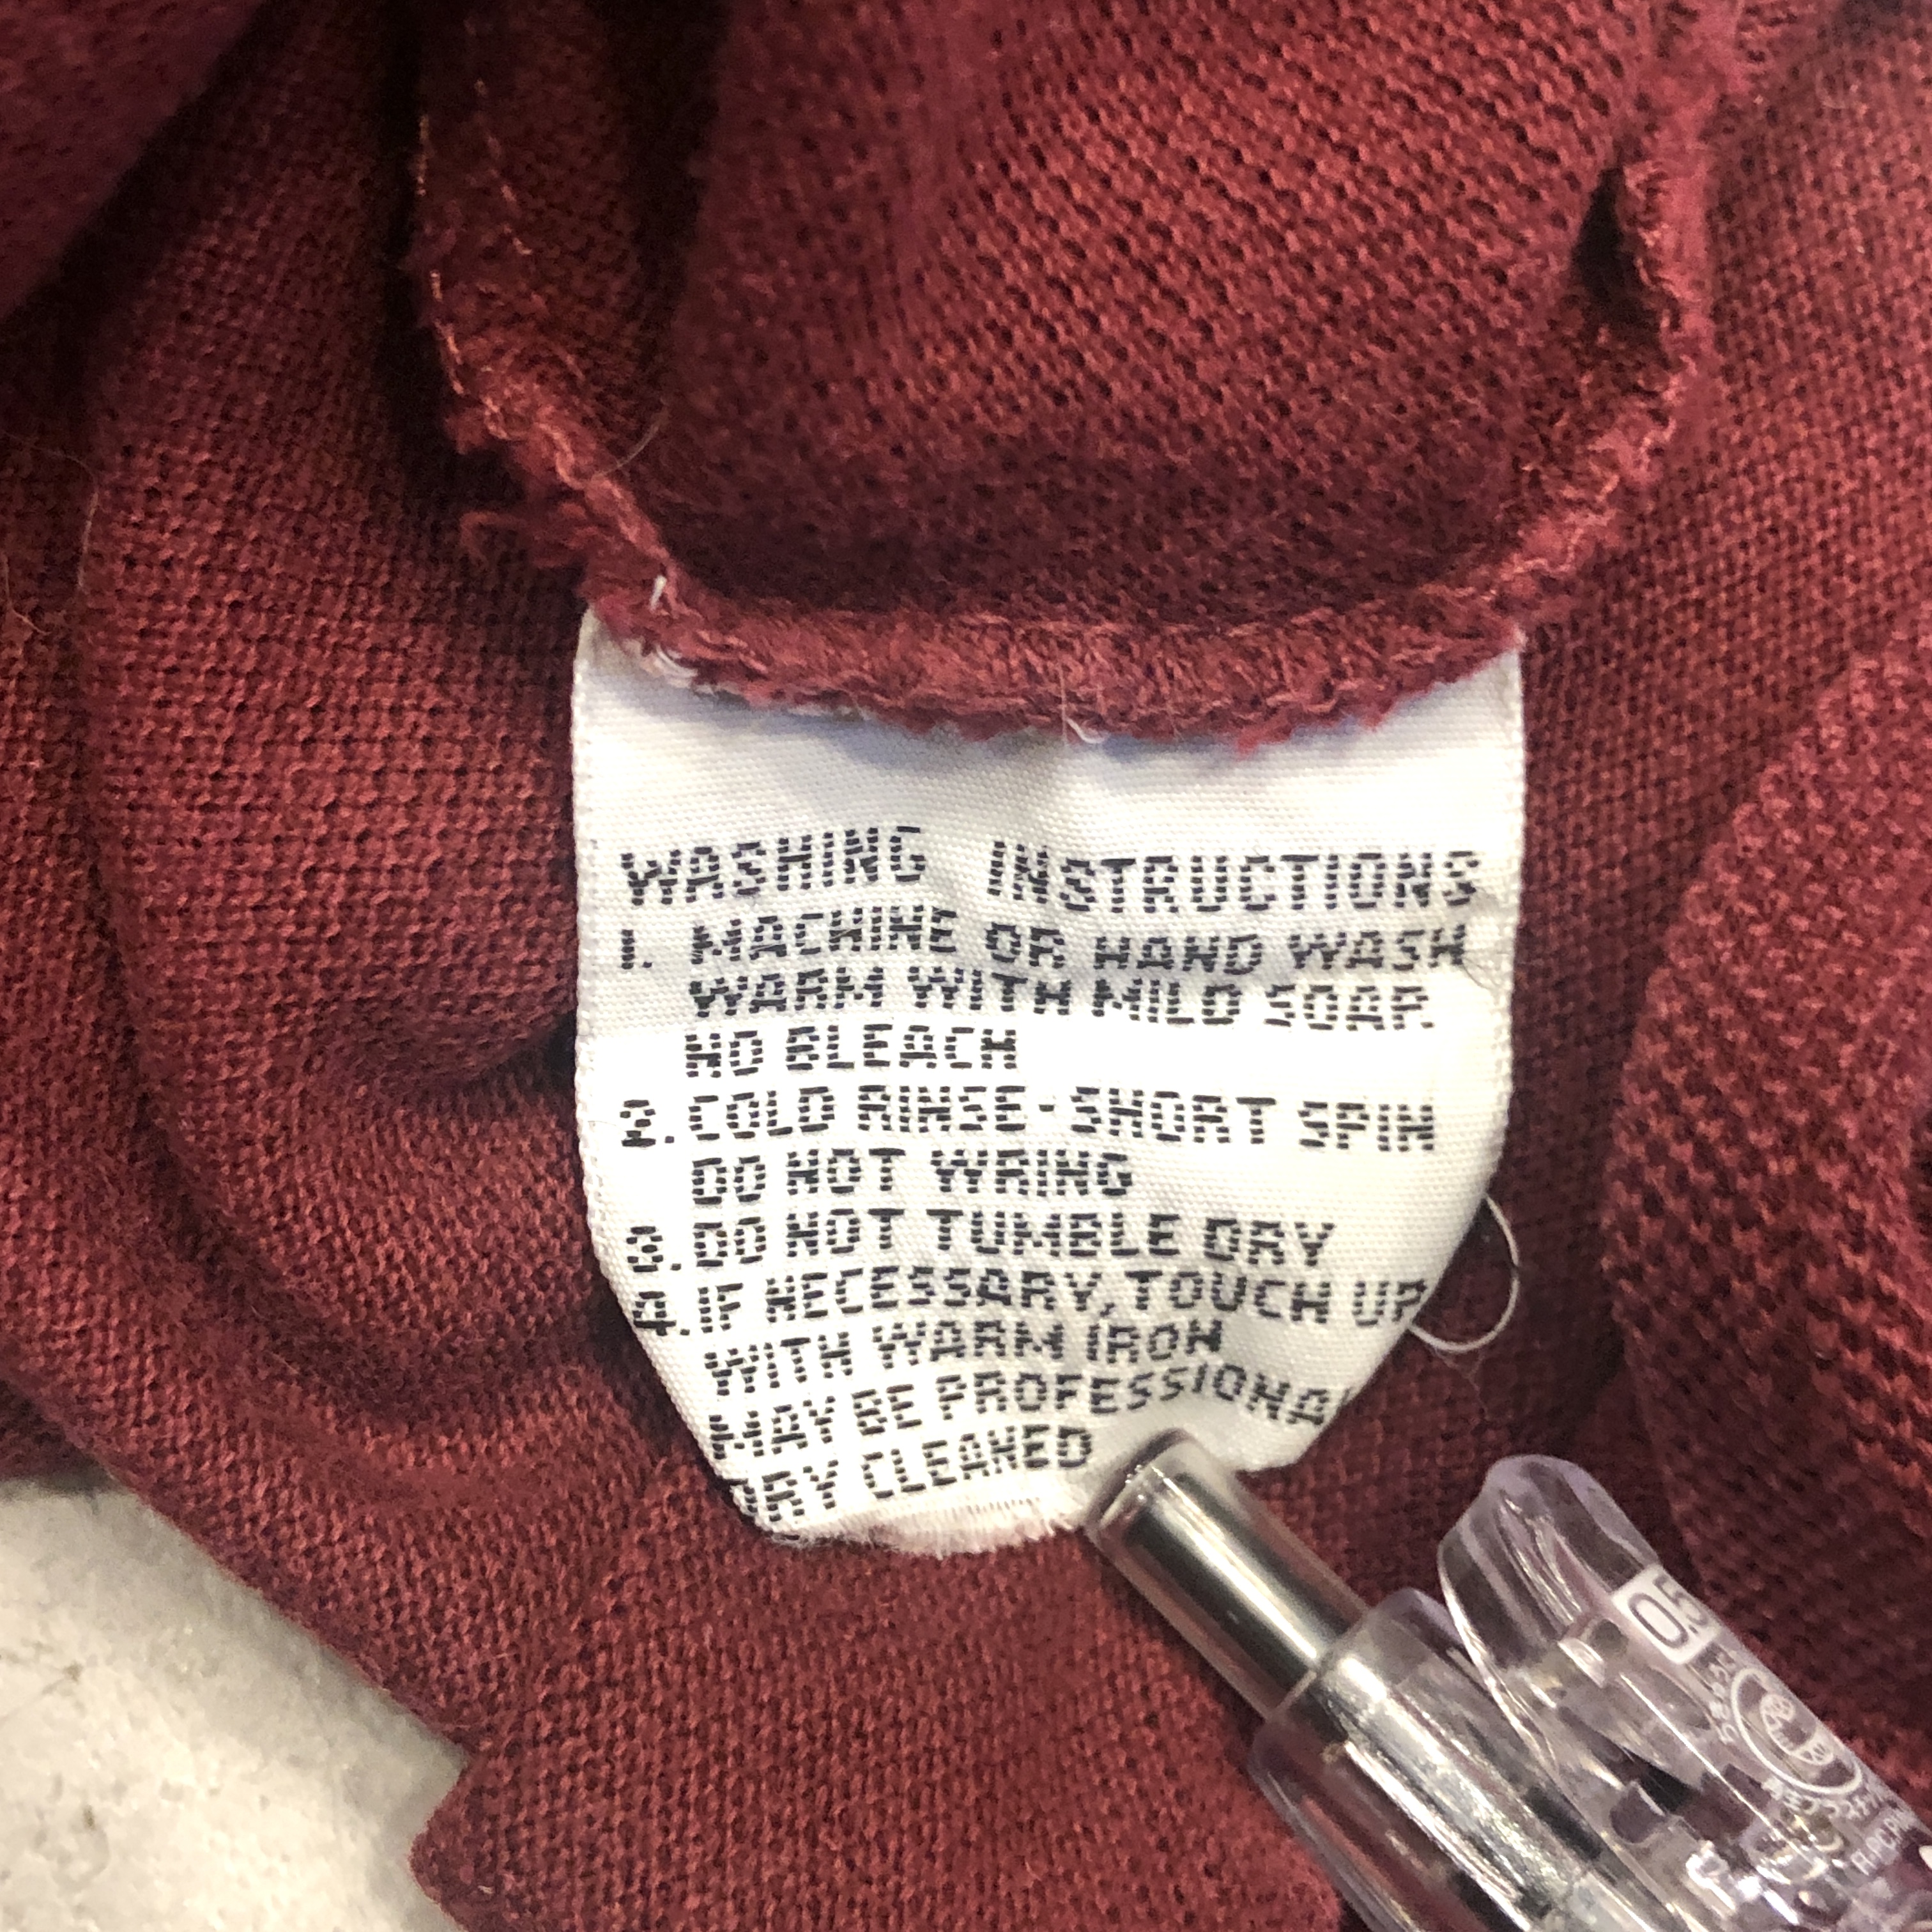 WASHING INSTRUCTIONS
1. MACHINE OR HAND WASH
WARM WITH MILD SOAP.
NO BLEACH
2. COLD RINSE-SHORT SPIN
DO NOT WRING
3. DO NOT TUMBLE DRY
4. IF NECESSARY, TOUCH UP
WITH WARM IRON
MAY BE PROFESSIONAL
DRY CLEANED
0.5